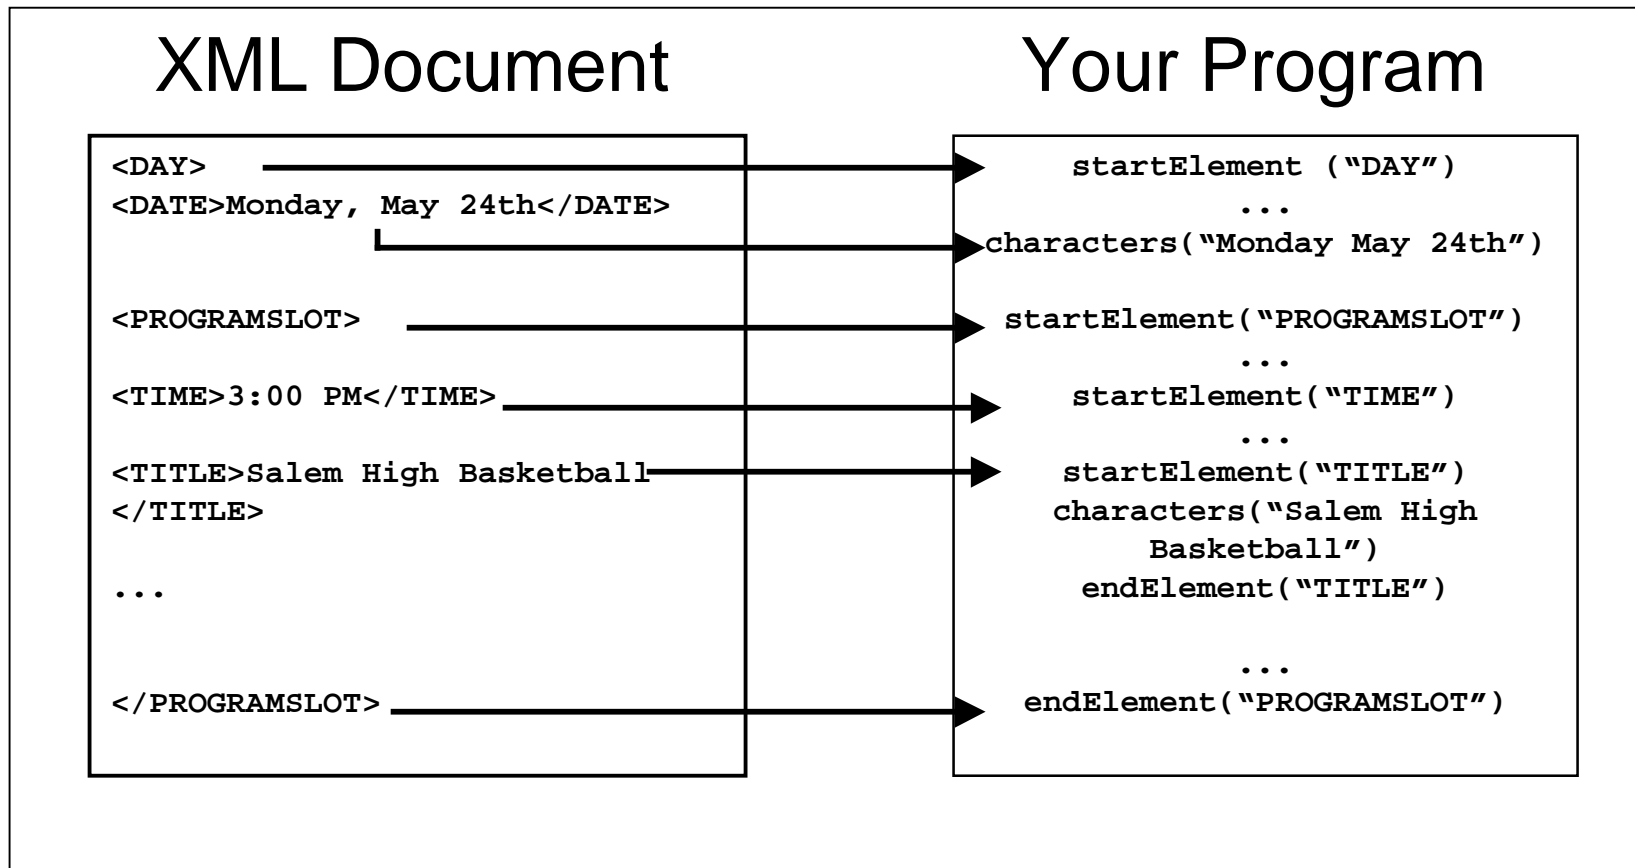 XML Document
Your Program
<DAY>
<DATE>Monday, May 24th</DATE>
<PROGRAMSLOT>
<TIME>3:00 PM</TIME>
<TITLE>Salem High Basketball
</TITLE>
...
</PROGRAMSLOT>
startElement (“DAY”)
...
characters(“Monday May 24th”)
startElement(“PROGRAMSLOT”)
...
startElement(“TIME”)
...
startElement(“TITLE”)
characters(“Salem High
Basketball”)
endElement(“TITLE”)
...
endElement(“PROGRAMSLOT”)